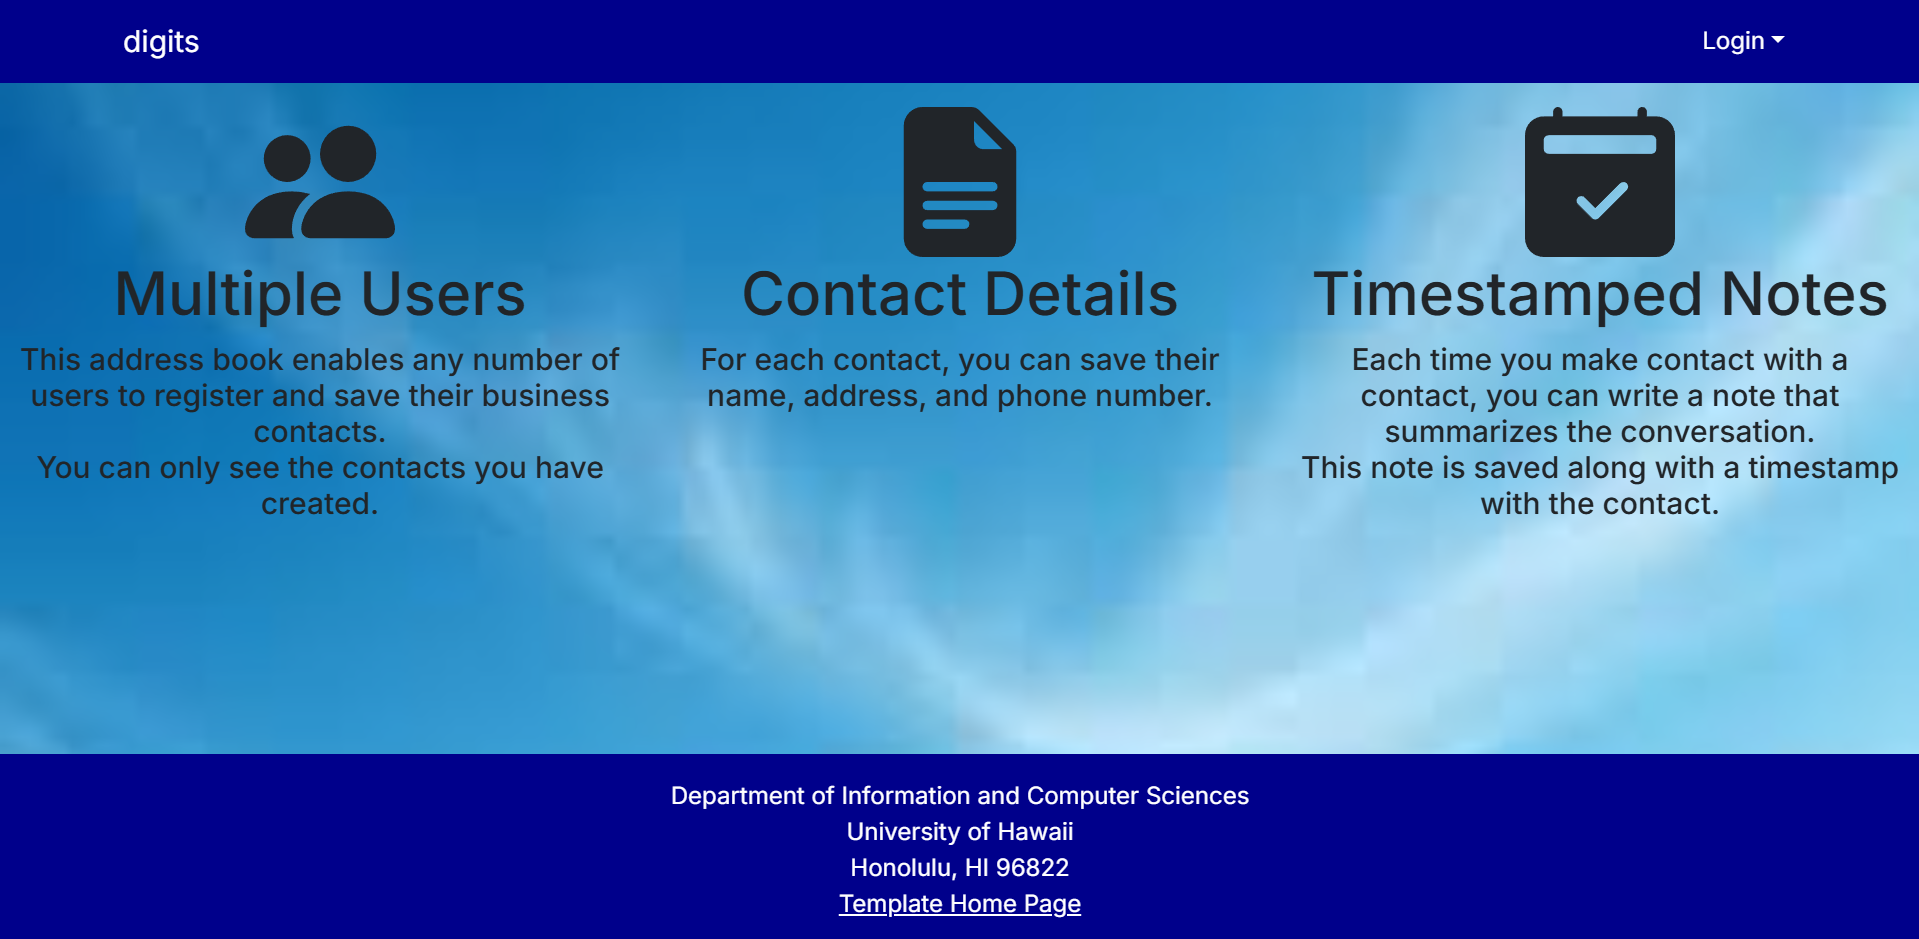 digits
Login
Multiple Users
This address book enables any number of
users to register and save their business
contacts.
You can only see the contacts you have
created.
Contact Details
For each contact, you can save their
name, address, and phone number.
Timestamped Notes
Each time you make contact with a
contact, you can write a note that
summarizes the conversation.
This note is saved along with a timestamp
with the contact.
Department of Information and Computer Sciences
University of Hawaii
Honolulu, HI 96822
Template Home Page